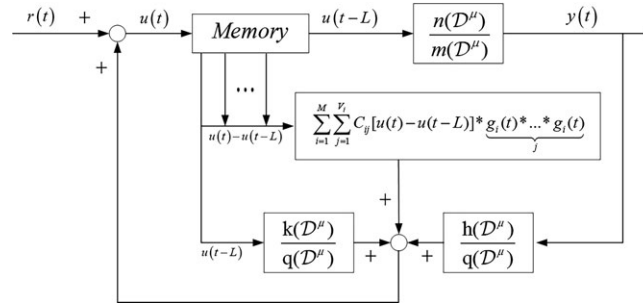 r(t) + u(t) Memory u(t−L) n(𝒟^μ)/m(𝒟^μ) y(t)
+
...
∑_{i=1}^{M} ∑_{j=1}^{V_i} C_{ij}[u(t)−u(t−L)]* g_i(t)*...* g_i(t)
j
u(t)−u(t−L)
+
k(𝒟^μ)/q(𝒟^μ) h(𝒟^μ)/q(𝒟^μ)
u(t−L) + +